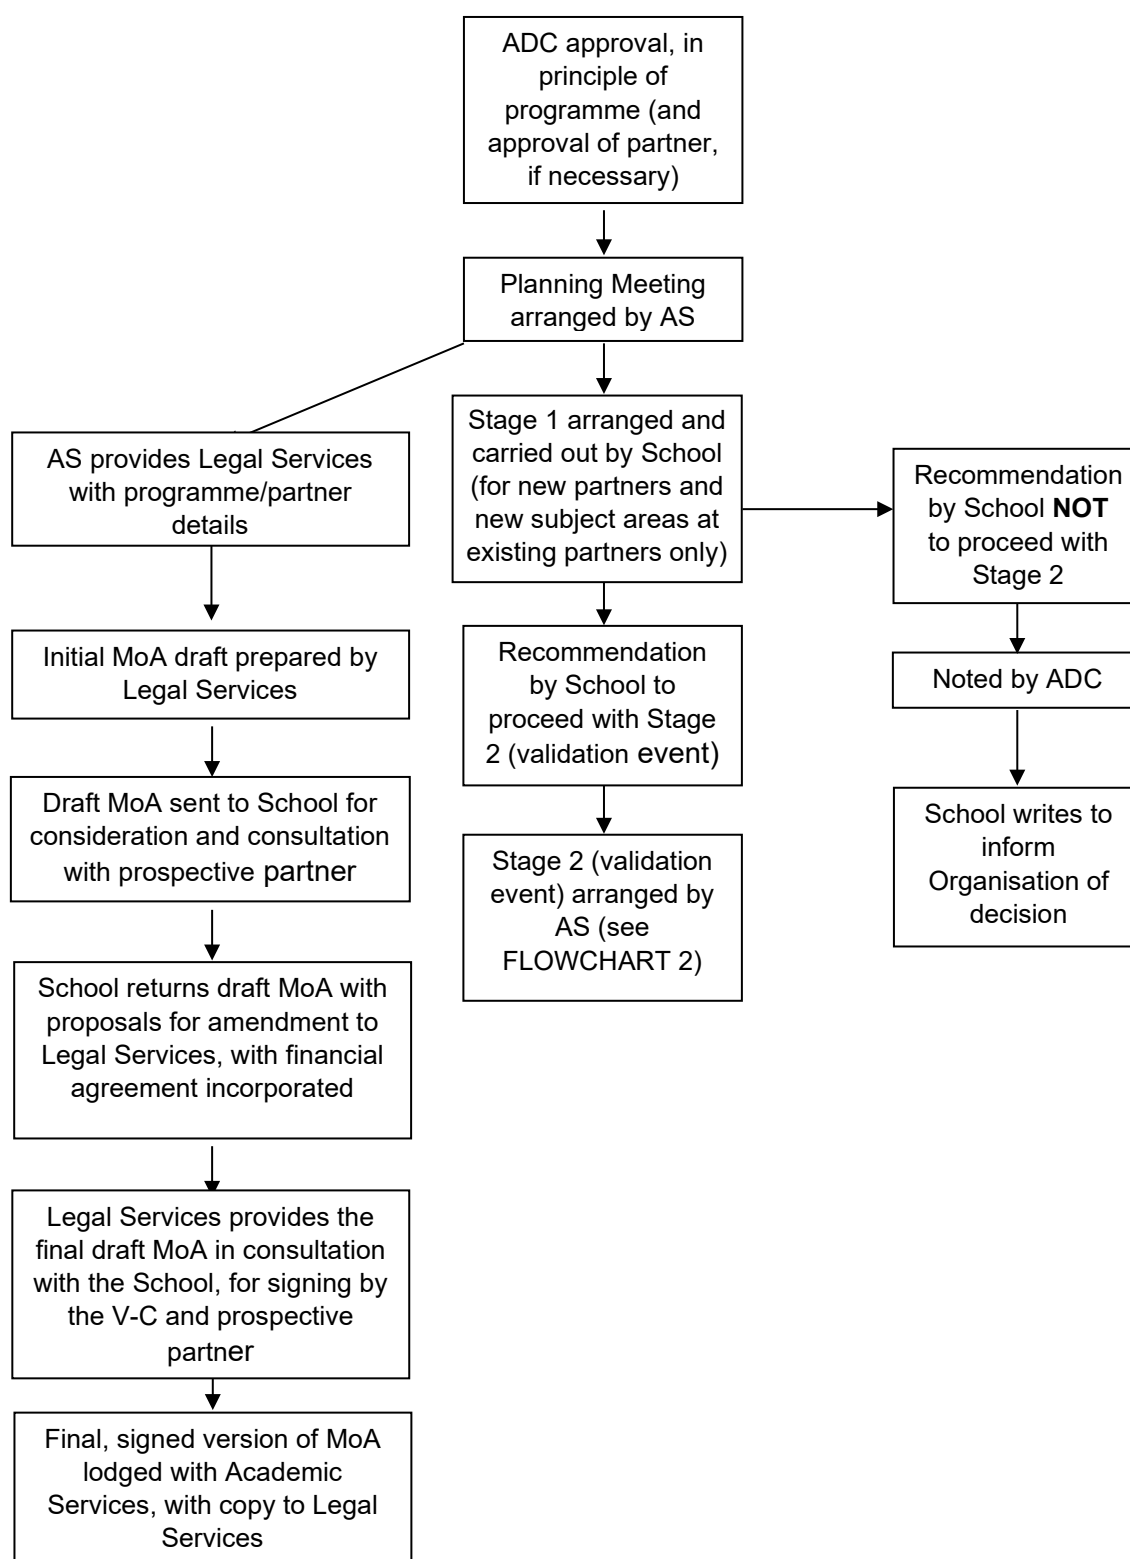 ADC approval, in
principle of
programme (and
approval of partner,
if necessary)
Planning Meeting
arranged by AS
AS provides Legal Services
with programme/partner
details
Initial MoA draft prepared by
Legal Services
Draft MoA sent to School for
consideration and consultation
with prospective partner
School returns draft MoA with
proposals for amendment to
Legal Services, with financial
agreement incorporated
Legal Services provides the
final draft MoA in consultation
with the School, for signing by
the V-C and prospective
partner
Final, signed version of MoA
lodged with Academic
Services, with copy to Legal
Services
Stage 1 arranged and
carried out by School
(for new partners and
new subject areas at
existing partners only)
Recommendation
by School to
proceed with Stage
2 (validation event)
Stage 2 (validation
event) arranged by
AS (see
FLOWCHART 2)
Recommendation
by School NOT
to proceed with
Stage 2
Noted by ADC
School writes to
inform
Organisation of
decision